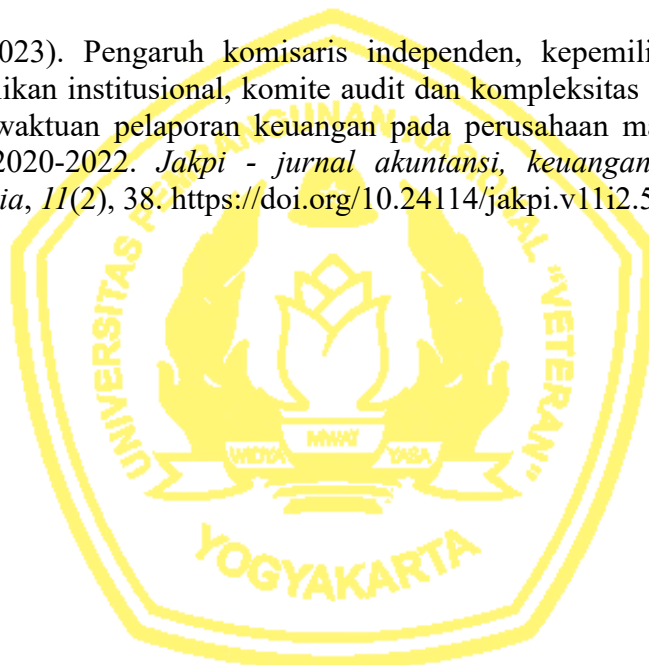 2023). Pengaruh komisaris independen, kepemili
likan institusional, komite audit dan kompleksitas
waktuan pelaporan keuangan pada perusahaan ma
2020-2022. Jakpi - jurnal akuntansi, keuangan
ia, 11(2), 38. https://doi.org/10.24114/jakpi.v11i2.5
UNIVERSITAS PEMBANGUNAN NASIONAL "VETERAN"
WIDYA MWAT YASA
YOGYAKARTA